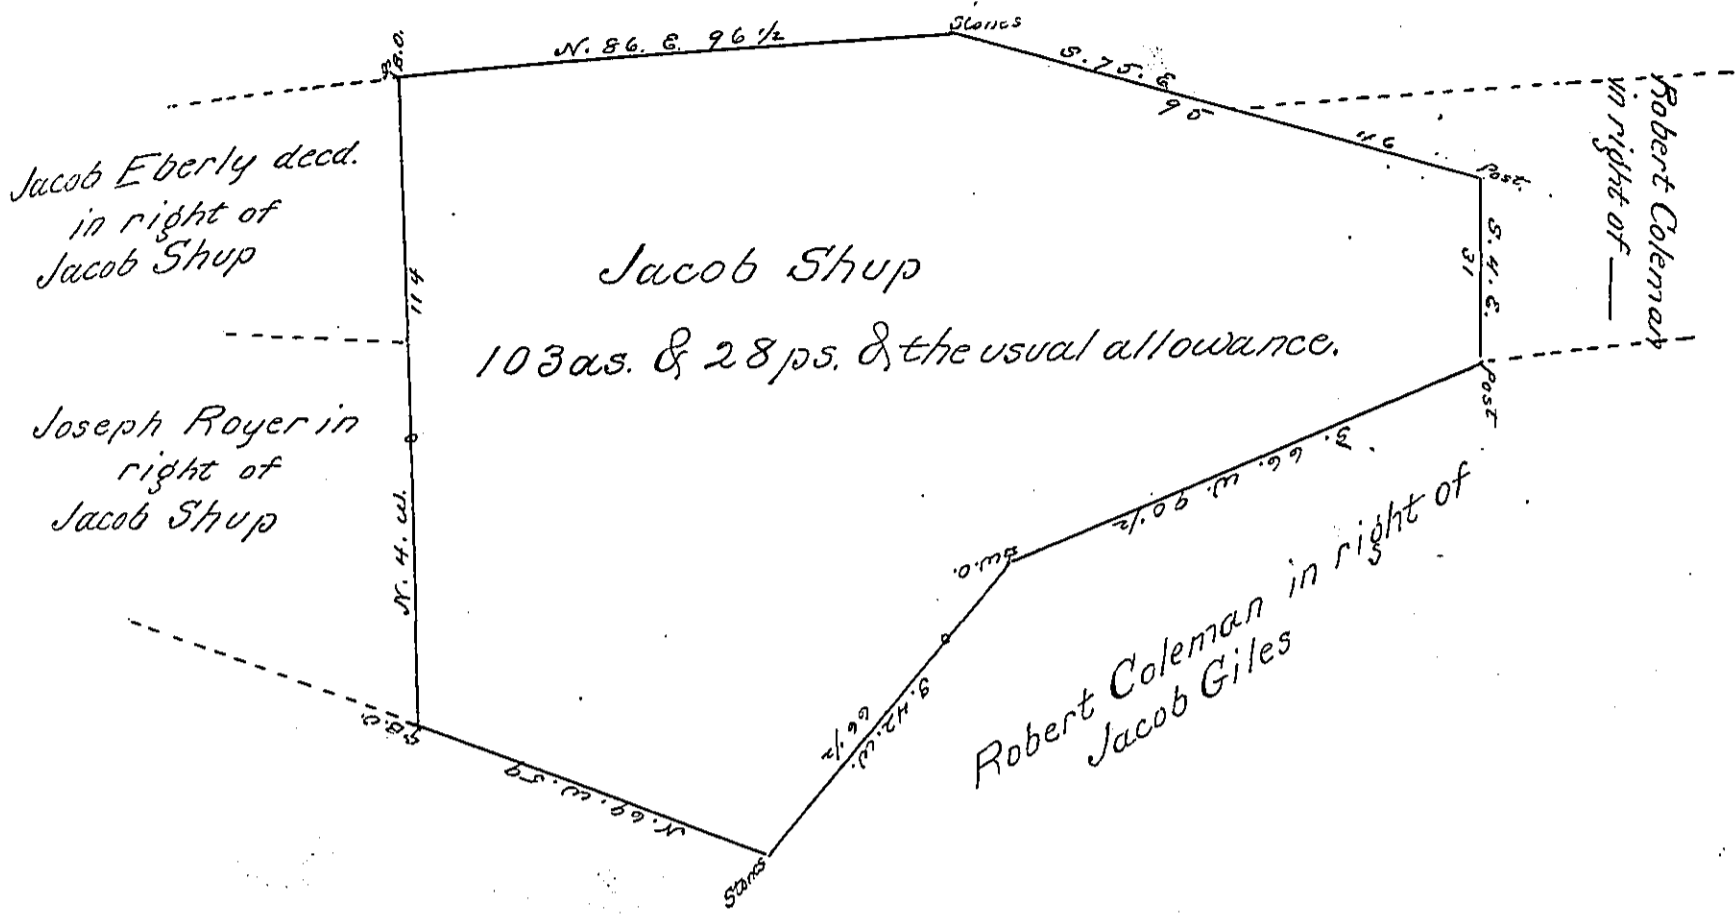 B.O.
N. 86. E. 96 1/2
Stones
S. 75. E.
95
46
Post.
Robert Coleman
in right of —
S. 4. E.
31
Post
Jacob Eberly decd.
in right of
Jacob Shup
114
Jacob Shup
103 as. & 28 ps. & the usual allowance.
Joseph Royer in
right of
Jacob Shup
N. 4. W.
S. 66. W. 90 1/2
W.O.
Robert Coleman in right of
Jacob Giles
S. 42. W.
66 1/2
B.O.
N. 69. W. 59
Stones